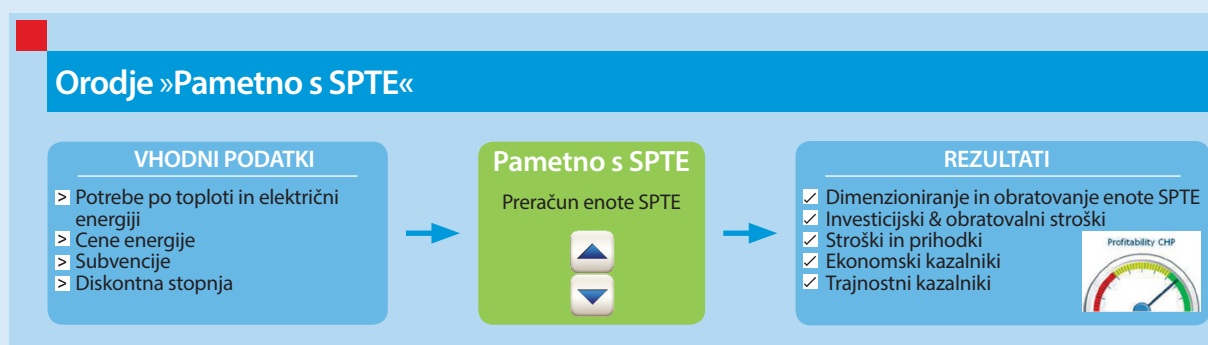 Orodje »Pametno s SPTE«
VHODNI PODATKI
> Potrebe po toploti in električni
energiji
> Cene energije
> Subvencije
> Diskontna stopnja
Pametno s SPTE
Preračun enote SPTE
REZULTATI
✓ Dimenzioniranje in obratovanje enote SPTE
✓ Investicijski & obratovalni stroški
✓ Stroški in prihodki
✓ Ekonomski kazalniki
✓ Trajnostni kazalniki
Profitability CHP